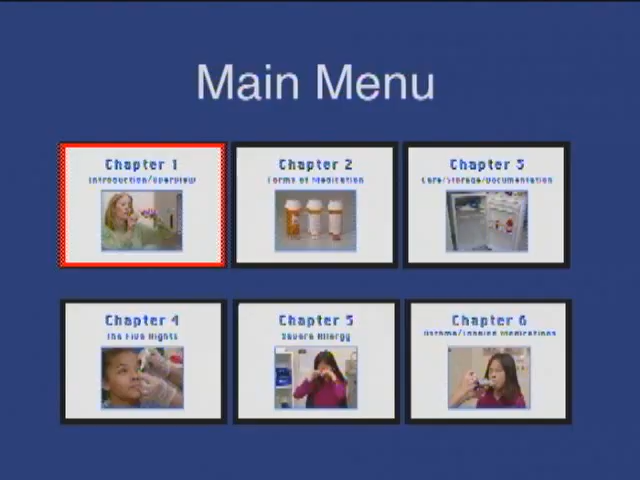 Main Menu
Chapter 1
Introduction/Overview
Chapter 2
Forms of Medication
Chapter 3
Care/Storage/Documentation
Chapter 4
The Five Rights
Chapter 5
Severe Allergy
Chapter 6
Asthma/Inspire Medications